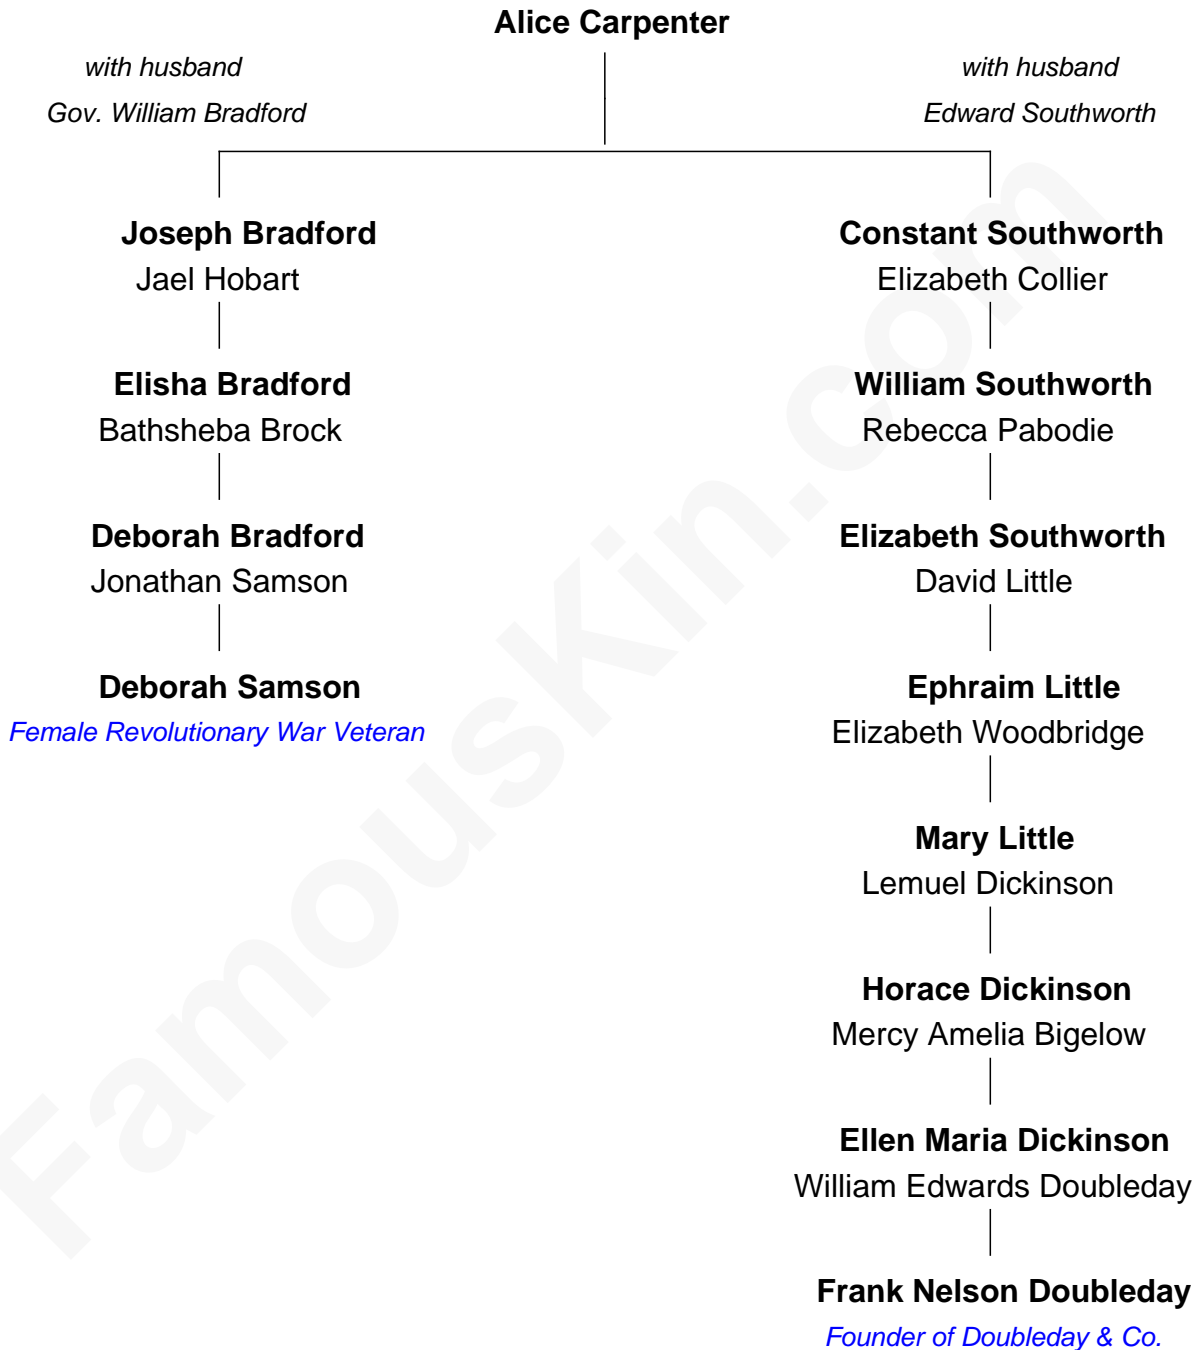 Alice Carpenter
with husband
Gov. William Bradford
with husband
Edward Southworth
Joseph Bradford
Jael Hobart
Constant Southworth
Elizabeth Collier
Elisha Bradford
Bathsheba Brock
William Southworth
Rebecca Pabodie
Deborah Bradford
Jonathan Samson
Elizabeth Southworth
David Little
Deborah Samson
Female Revolutionary War Veteran
Ephraim Little
Elizabeth Woodbridge
Mary Little
Lemuel Dickinson
Horace Dickinson
Mercy Amelia Bigelow
Ellen Maria Dickinson
William Edwards Doubleday
Frank Nelson Doubleday
Founder of Doubleday & Co.
FamousKin.com